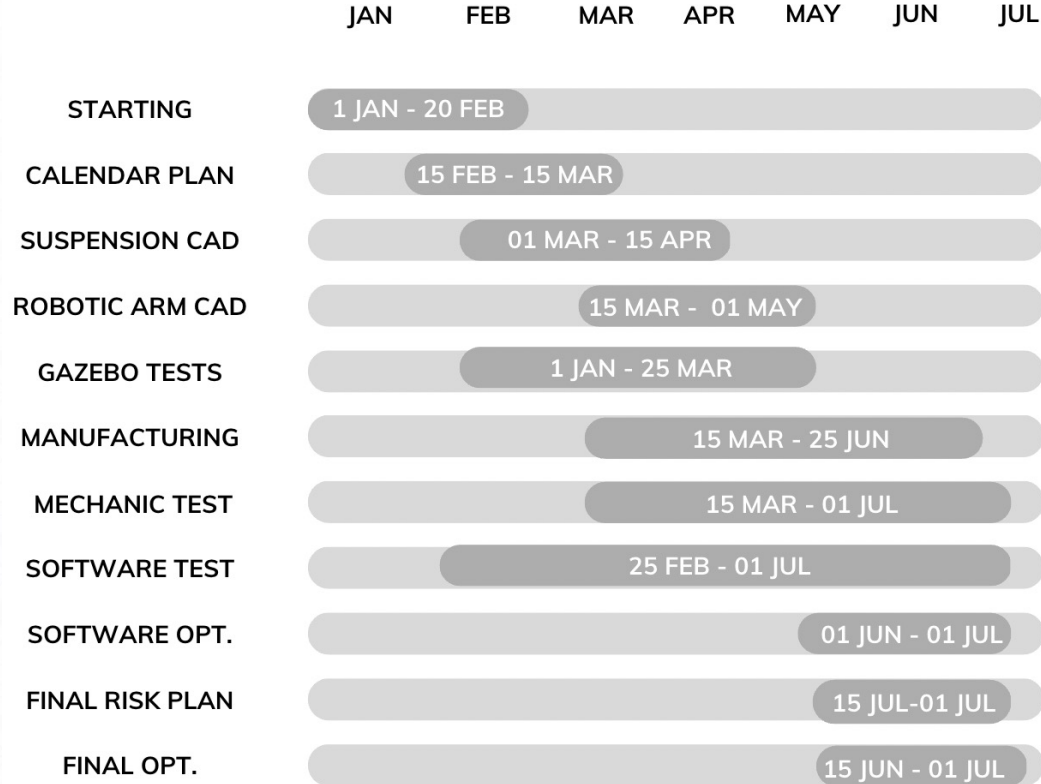 JAN FEB MAR APR MAY JUN JUL
STARTING 1 JAN - 20 FEB
CALENDAR PLAN 15 FEB - 15 MAR
SUSPENSION CAD 01 MAR - 15 APR
ROBOTIC ARM CAD 15 MAR - 01 MAY
GAZEBO TESTS 1 JAN - 25 MAR
MANUFACTURING 15 MAR - 25 JUN
MECHANIC TEST 15 MAR - 01 JUL
SOFTWARE TEST 25 FEB - 01 JUL
SOFTWARE OPT. 01 JUN - 01 JUL
FINAL RISK PLAN 15 JUL-01 JUL
FINAL OPT. 15 JUN - 01 JUL